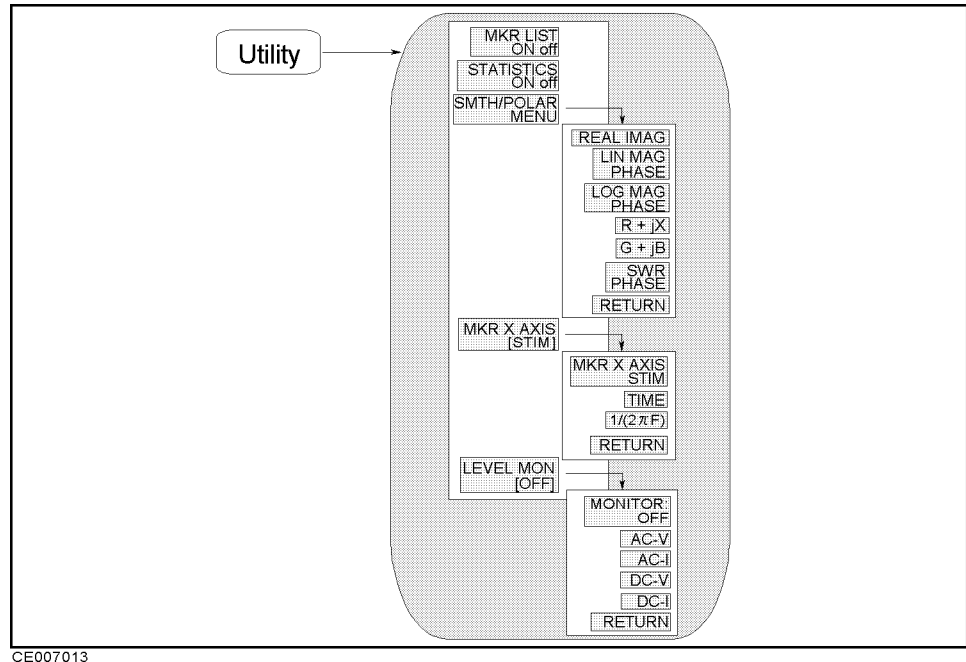 Utility
MKR LIST
ON off
STATISTICS
ON off
SMTH/POLAR
MENU
REAL IMAG
LIN MAG
PHASE
LOG MAG
PHASE
R + jX
G + jB
SWR
PHASE
RETURN
MKR X AXIS
[STIM]
MKR X AXIS
STIM
TIME
1/(2πF)
RETURN
LEVEL MON
[OFF]
MONITOR:
OFF
AC-V
AC-I
DC-V
DC-I
RETURN
CE007013